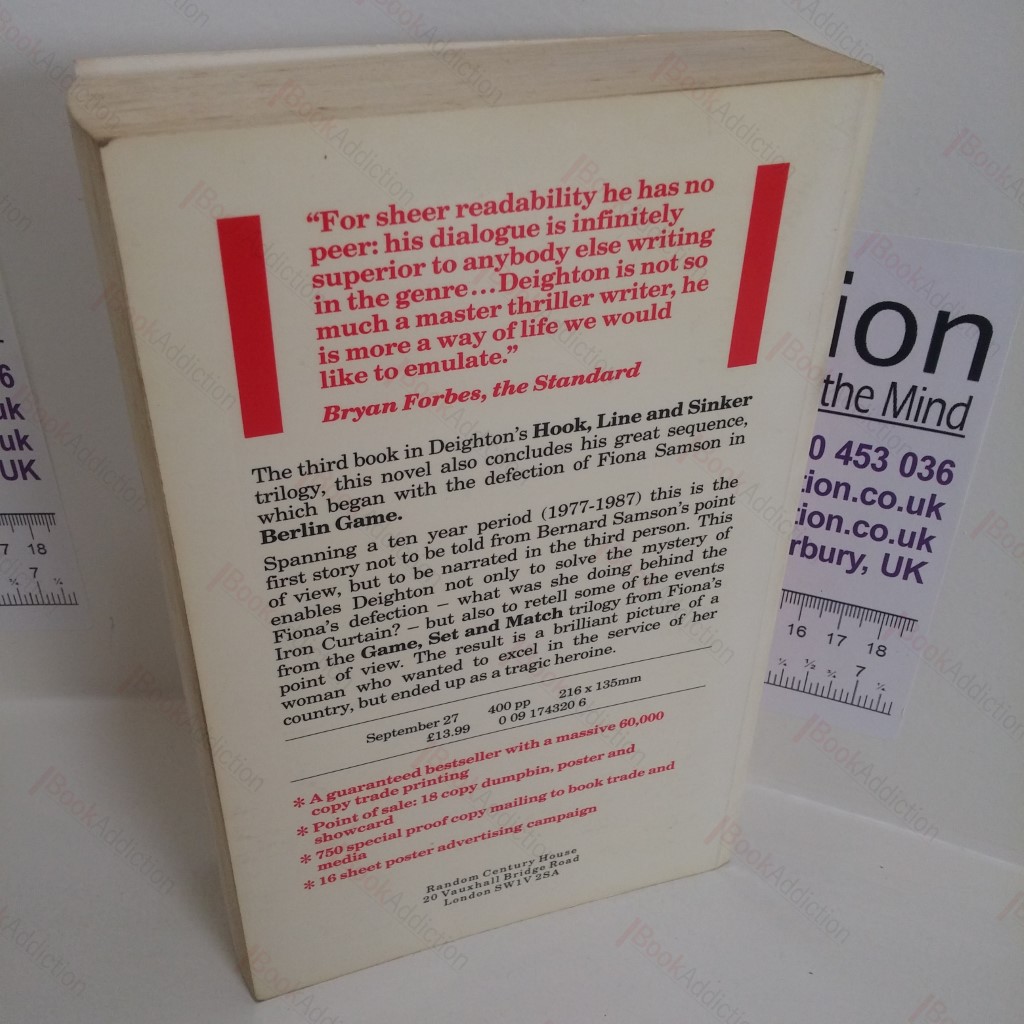 “For sheer readability he has no
peer: his dialogue is infinitely
superior to anybody else writing
in the genre...Deighton is not so
much a master thriller writer, he
is more a way of life we would
like to emulate.”
Bryan Forbes, the Standard
The third book in Deighton's Hook, Line and Sinker
trilogy, this novel also concludes his great sequence,
which began with the defection of Fiona Samson in
Berlin Game.
Spanning a ten year period (1977-1987) this is the
first story not to be told from Bernard Samson's point
of view, but to be narrated in the third person. This
enables Deighton not only to solve the mystery of
Fiona's defection – what was she doing behind the
Iron Curtain? – but also to retell some of the events
from the Game, Set and Match trilogy from Fiona's
point of view. The result is a brilliant picture of a
woman who wanted to excel in the service of her
country, but ended up as a tragic heroine.
September 27 400 pp 216 x 135mm
£13.99 0 09 174320 6
* A guaranteed bestseller with a massive 60,000
copy trade printing
* Point of sale: 18 copy dumpbin, poster and
showcard
* 750 special proof copy mailing to book trade and
media
* 16 sheet poster advertising campaign
Random Century House
20 Vauxhall Bridge Road
London SW1V 2SA
ion
the Mind
0 453 036
tion.co.uk
tion.co.uk
rbury, UK
16 17 18
7
6
uk
uk
UK
7 18
7
BookAddiction